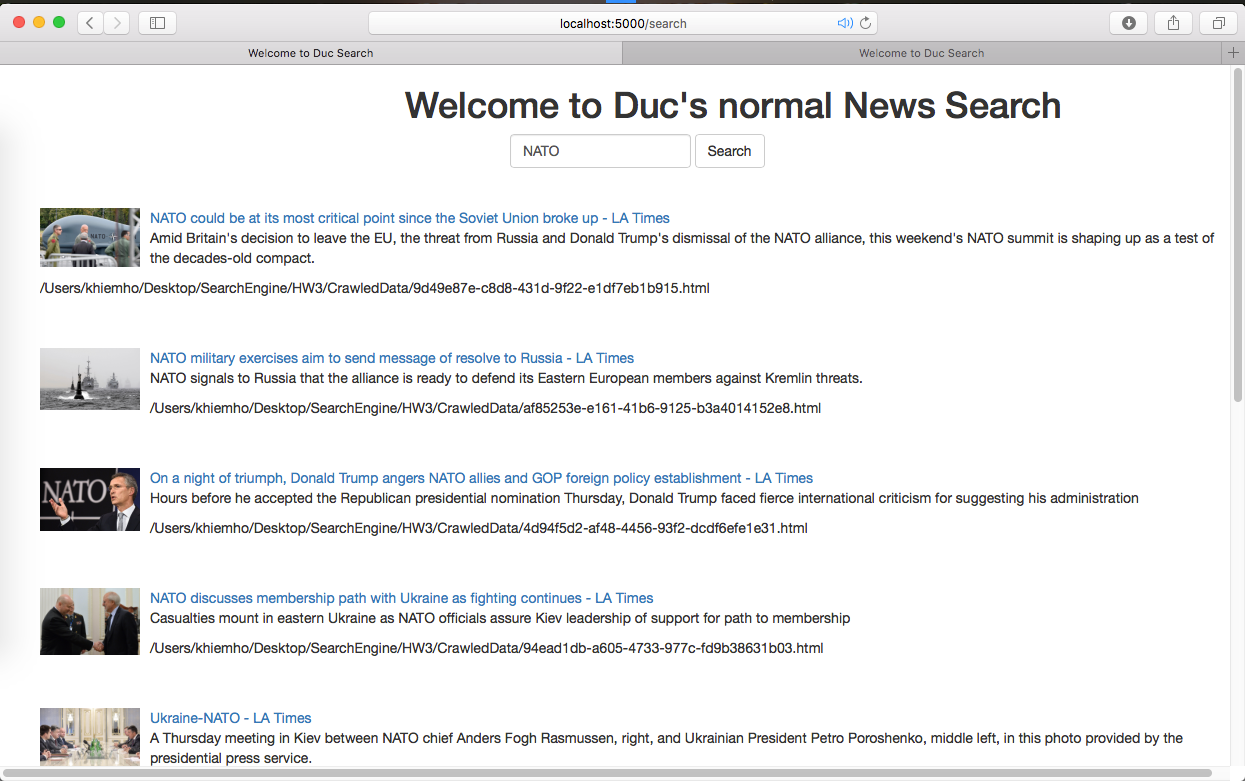 localhost:5000/search
Welcome to Duc Search
Welcome to Duc Search
Welcome to Duc's normal News Search
NATO
Search
NATO could be at its most critical point since the Soviet Union broke up - LA Times
Amid Britain's decision to leave the EU, the threat from Russia and Donald Trump's dismissal of the NATO alliance, this weekend's NATO summit is shaping up as a test of
the decades-old compact.
/Users/khiemho/Desktop/SearchEngine/HW3/CrawledData/9d49e87e-c8d8-431d-9f22-e1df7eb1b915.html
NATO military exercises aim to send message of resolve to Russia - LA Times
NATO signals to Russia that the alliance is ready to defend its Eastern European members against Kremlin threats.
/Users/khiemho/Desktop/SearchEngine/HW3/CrawledData/af85253e-e161-41b6-9125-b3a4014152e8.html
NATO
On a night of triumph, Donald Trump angers NATO allies and GOP foreign policy establishment - LA Times
Hours before he accepted the Republican presidential nomination Thursday, Donald Trump faced fierce international criticism for suggesting his administration
/Users/khiemho/Desktop/SearchEngine/HW3/CrawledData/4d94f5d2-af48-4456-93f2-dcdf6efe1e31.html
NATO discusses membership path with Ukraine as fighting continues - LA Times
Casualties mount in eastern Ukraine as NATO officials assure Kiev leadership of support for path to membership
/Users/khiemho/Desktop/SearchEngine/HW3/CrawledData/94ead1db-a605-4733-977c-fd9b38631b03.html
Ukraine-NATO - LA Times
A Thursday meeting in Kiev between NATO chief Anders Fogh Rasmussen, right, and Ukrainian President Petro Poroshenko, middle left, in this photo provided by the
presidential press service.